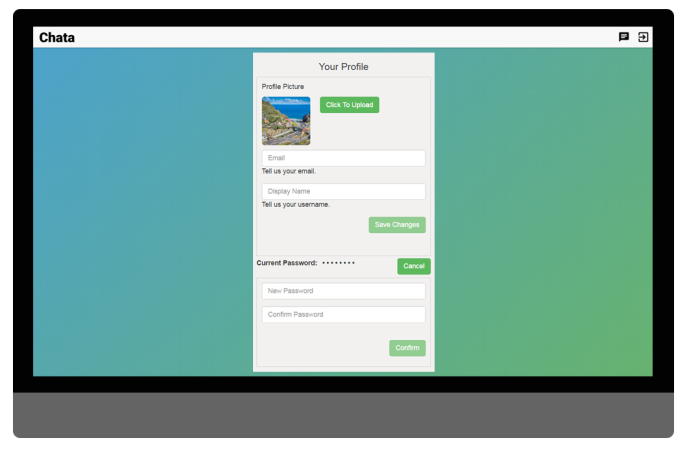 Chata
Your Profile
Profile Picture
Click To Upload
Email
Tell us your email.
Display Name
Tell us your username.
Save Changes
Current Password: ········
Cancel
New Password
Confirm Password
Confirm